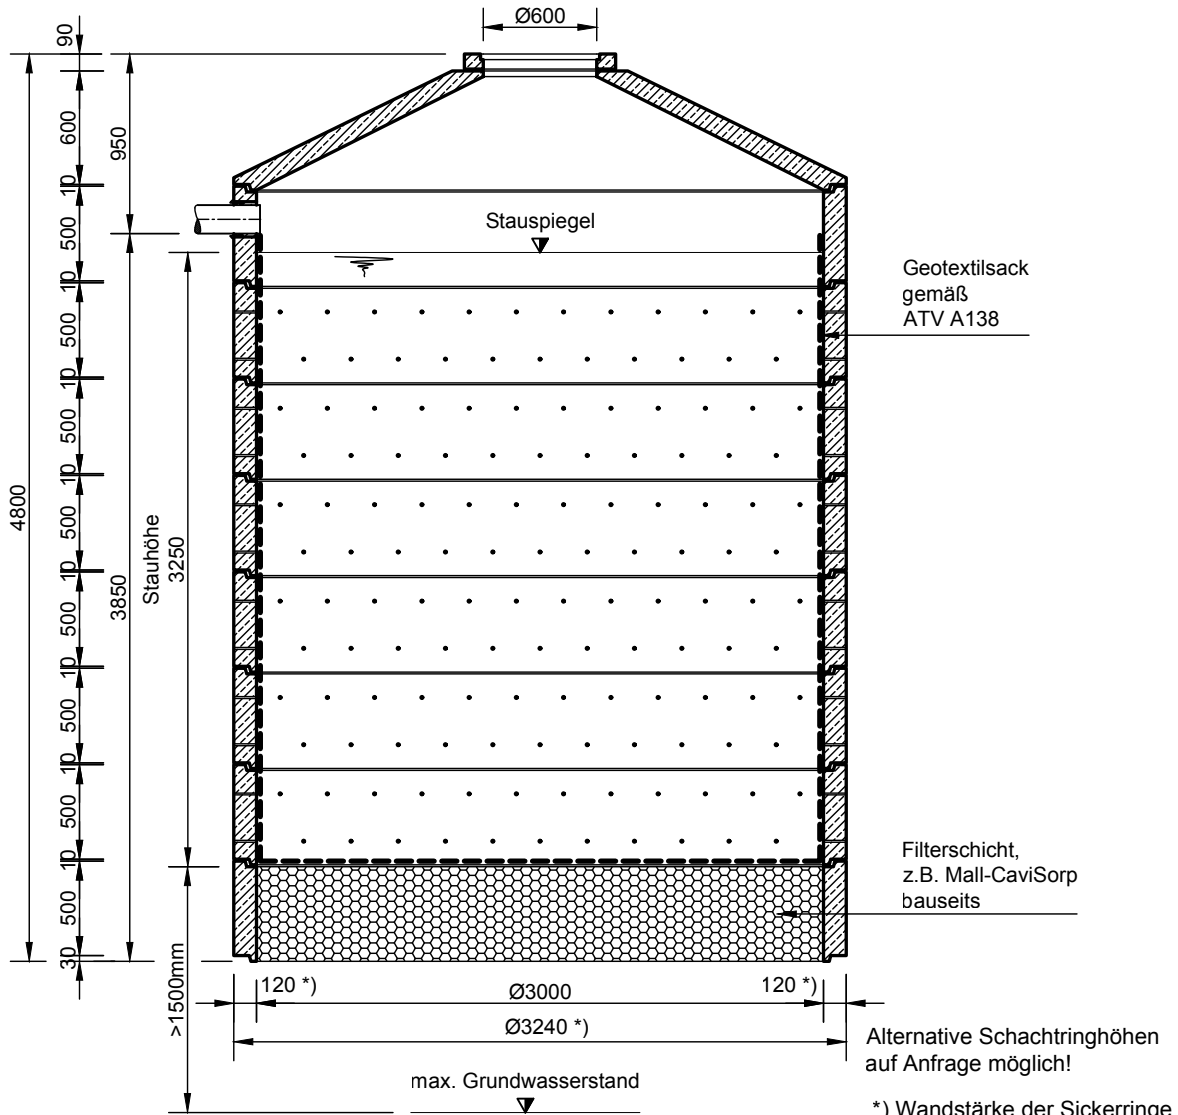 Ø600
90
600
950
10
500
Stauspiegel
Geotextilsack
gemäß
ATV A138
10
500
10
500
10
500
4800
3850
Stauhöhe
3250
10
500
10
500
10
500
10
500
30
Filterschicht,
z.B. Mall-CaviSorp
bauseits
>1500mm
120 *)
Ø3000
120 *)
Ø3240 *)
Alternative Schachtringhöhen
auf Anfrage möglich!
max. Grundwasserstand
*) Wandstärke der Sickerringe